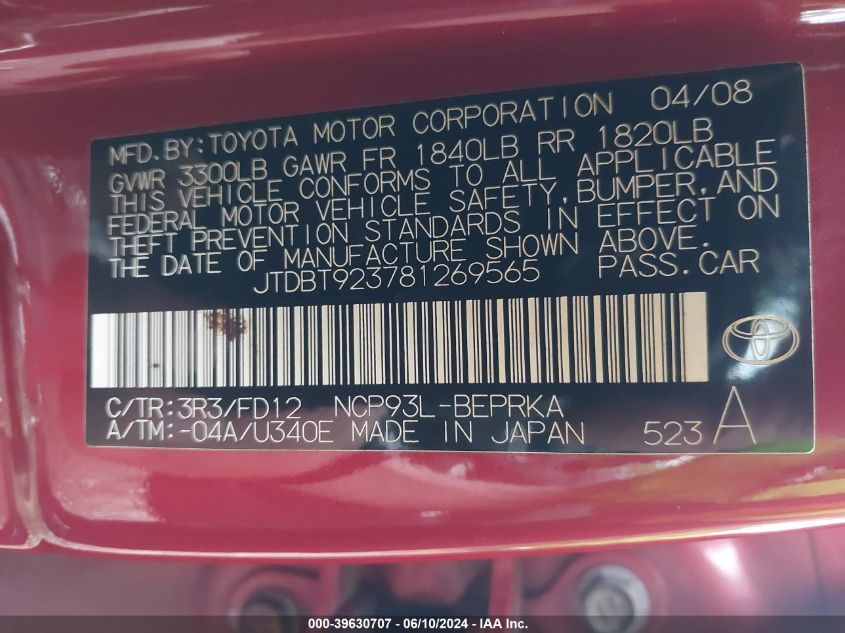 MFD. BY: TOYOTA MOTOR CORPORATION 04/08
GVWR 3300LB GAWR FR 1840LB RR 1820LB
THIS VEHICLE CONFORMS TO ALL APPLICABLE
FEDERAL MOTOR VEHICLE SAFETY, BUMPER, AND
THEFT PREVENTION STANDARDS IN EFFECT ON
THE DATE OF MANUFACTURE SHOWN ABOVE.
JTDBT923781269565 PASS. CAR
C/TR: 3R3/FD12 NCP93L-BEPRKA
A/TM: -04A/U340E MADE IN JAPAN 523 A
000-39630707 - 06/10/2024 - IAA Inc.